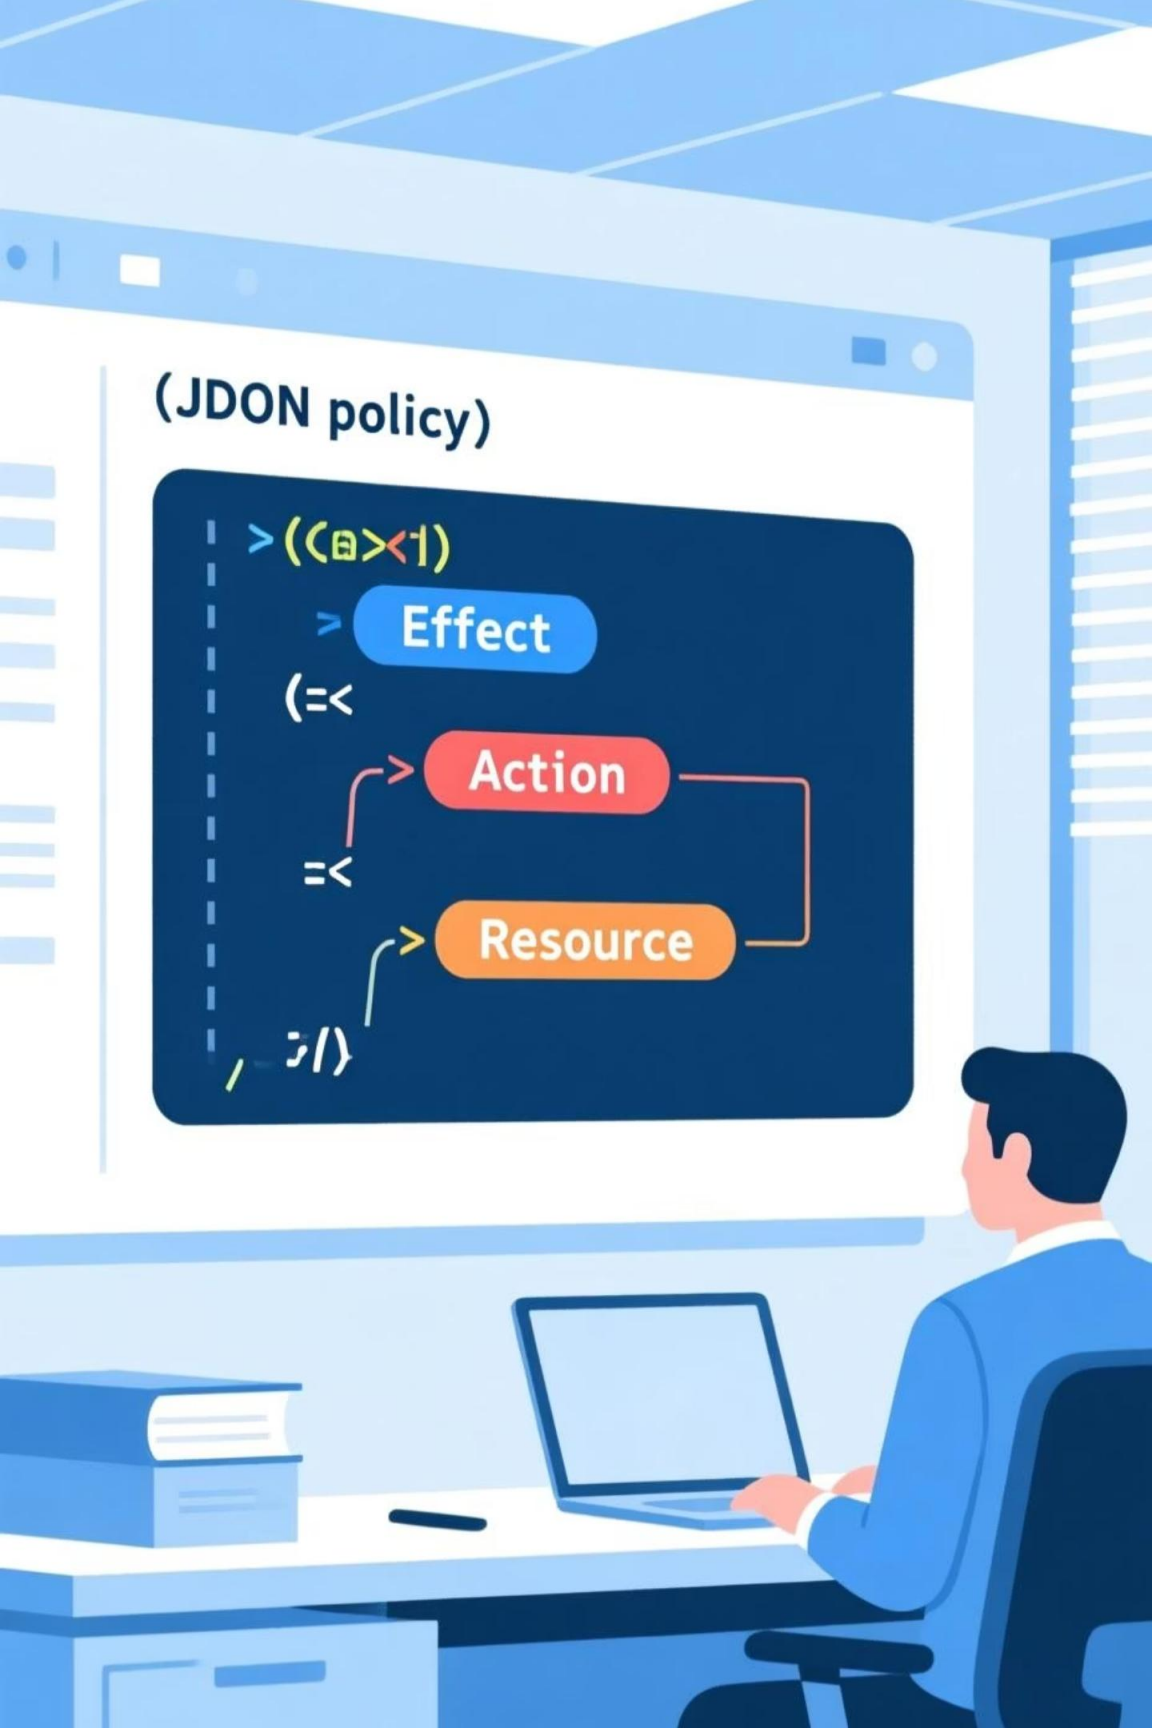 (JDON policy)
> Effect
(=<
> Action
=<
> Resource